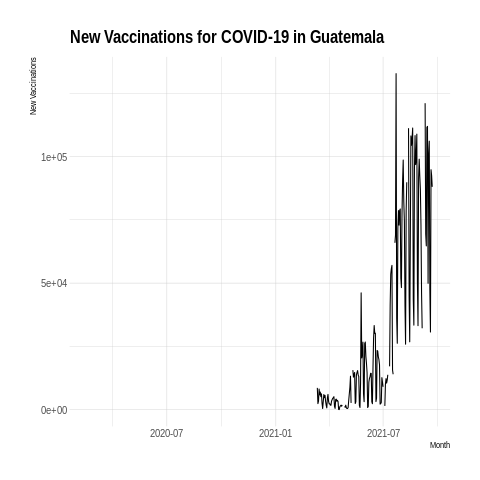 New Vaccinations for COVID-19 in Guatemala
New Vaccinations
1e+05
5e+04
0e+00
2020-07
2021-01
2021-07
Month